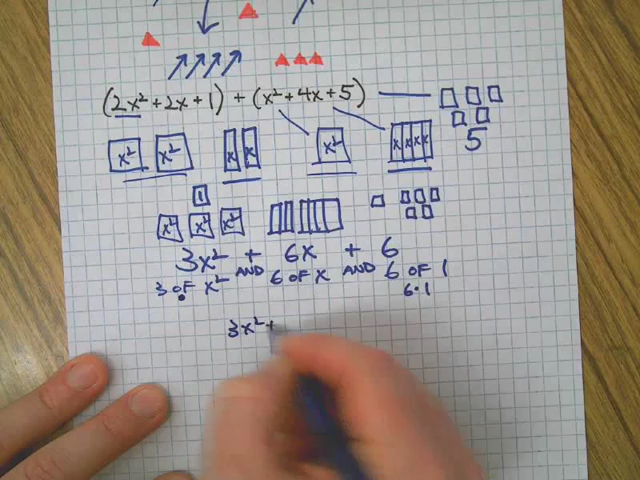 (2x² + 2x + 1) + (x² + 4x + 5)
x² x² x x x² x x x x 5
1
x² x² x²
3x² + 6x + 6
3 OF x² AND 6 OF x AND 6 OF 1
6·1
3x² +